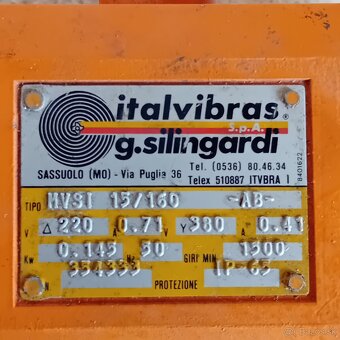 italvibras®
S.p.A.
g.silingardi
SASSUOLO (MO) - Via Puglia 36
Tel. (0536) 80.46.34
Telex 510887 ITVBRA I
8401622
TIPO MVSI 15/160 -AB-
V Δ 220 A 0.71 V Y 380 A 0.41
Kw 0.145 Hz 50 GIRI MIN. 1500
N. 354333 PROTEZIONE IP-65